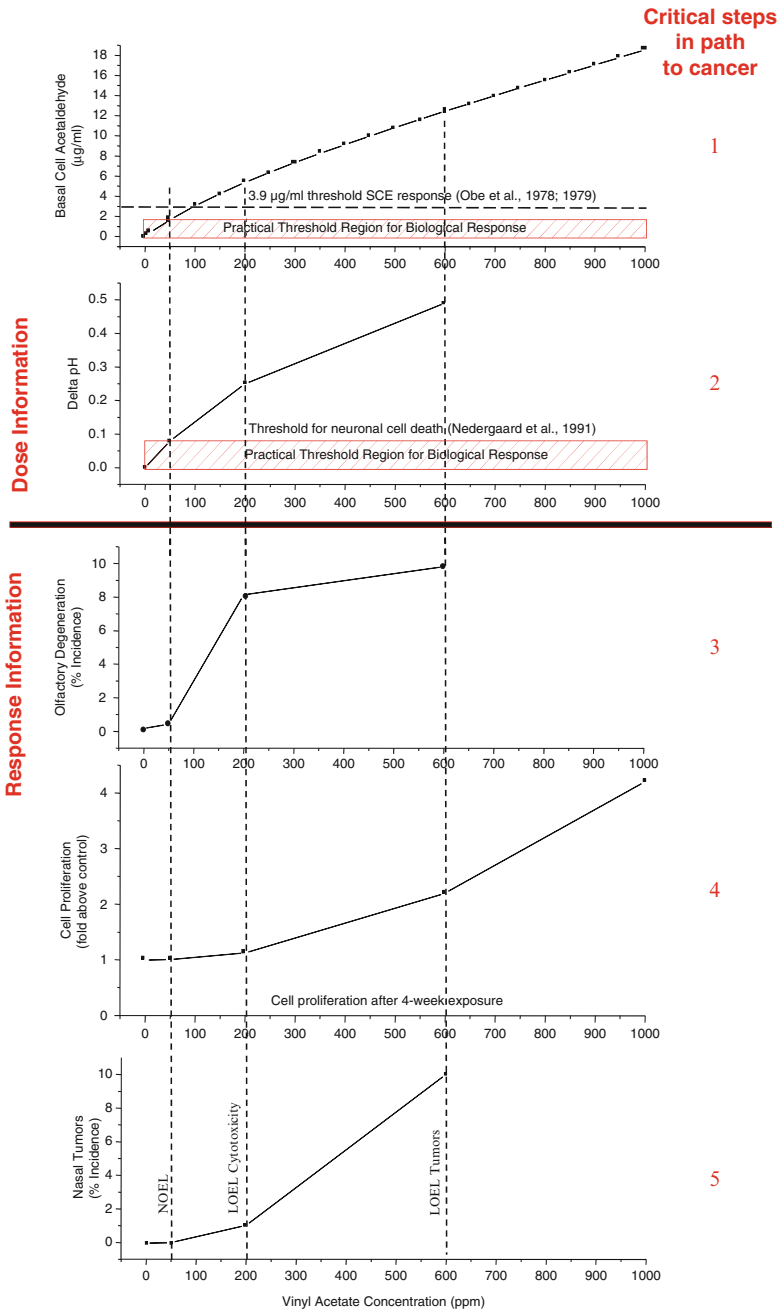 Critical steps
in path
to cancer
Dose Information
Basal Cell Acetaldehyde
(µg/ml)
18
16
14
12
10
8
6
4
2
0
3.9 µg/ml threshold SCE response (Obe et al., 1978; 1979)
Practical Threshold Region for Biological Response
0 100 200 300 400 500 600 700 800 900 1000
1
Delta pH
0.5
0.4
0.3
0.2
0.1
0.0
Threshold for neuronal cell death (Nedergaard et al., 1991)
Practical Threshold Region for Biological Response
0 100 200 300 400 500 600 700 800 900 1000
2
Response Information
Olfactory Degeneration
(% Incidence)
10
8
6
4
2
0
0 100 200 300 400 500 600 700 800 900 1000
3
Cell Proliferation
(fold above control)
4
3
2
1
0
Cell proliferation after 4-week exposure
0 100 200 300 400 500 600 700 800 900 1000
4
Nasal Tumors
(% Incidence)
10
8
6
4
2
0
NOEL
LOEL Cytotoxicity
LOEL Tumors
0 100 200 300 400 500 600 700 800 900 1000
5
Vinyl Acetate Concentration (ppm)